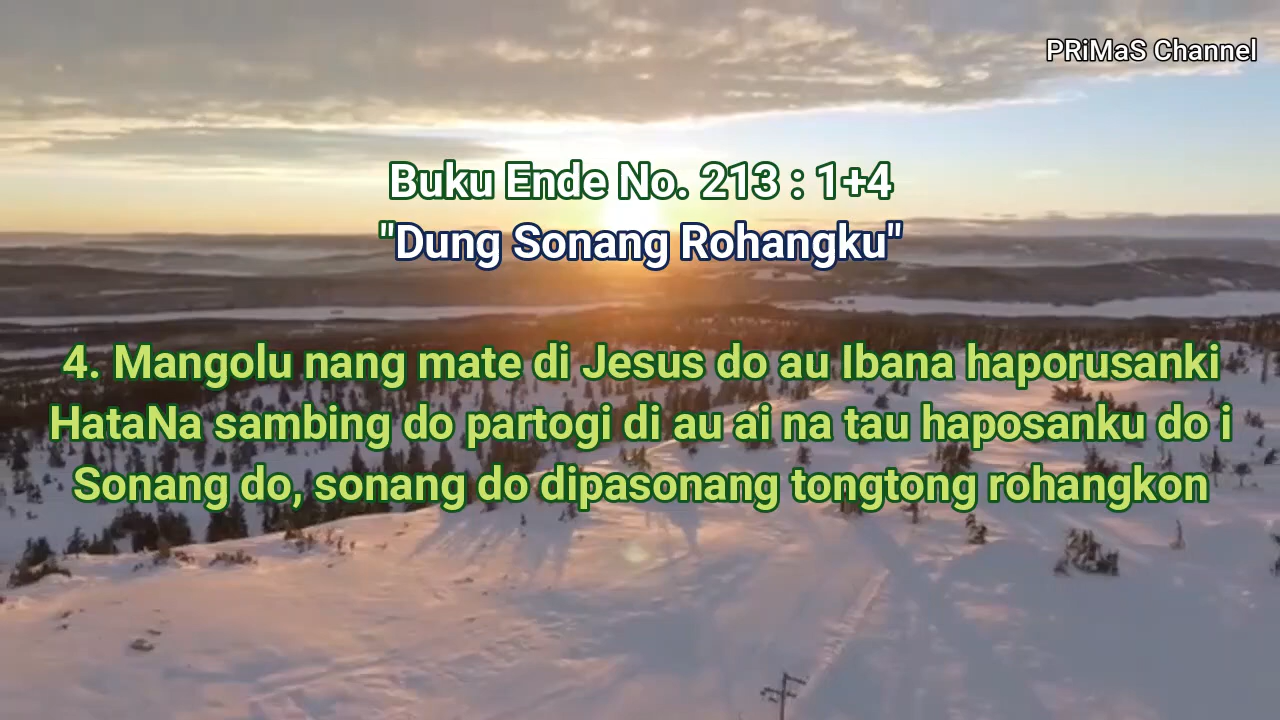 PRiMaS Channel
Buku Ende No. 213 : 1+4
"Dung Sonang Rohangku"
4. Mangolu nang mate di Jesus do au Ibana haporusanki
HataNa sambing do partogi di au ai na tau haposanku do i
Sonang do, sonang do dipasonang tongtong rohangkon